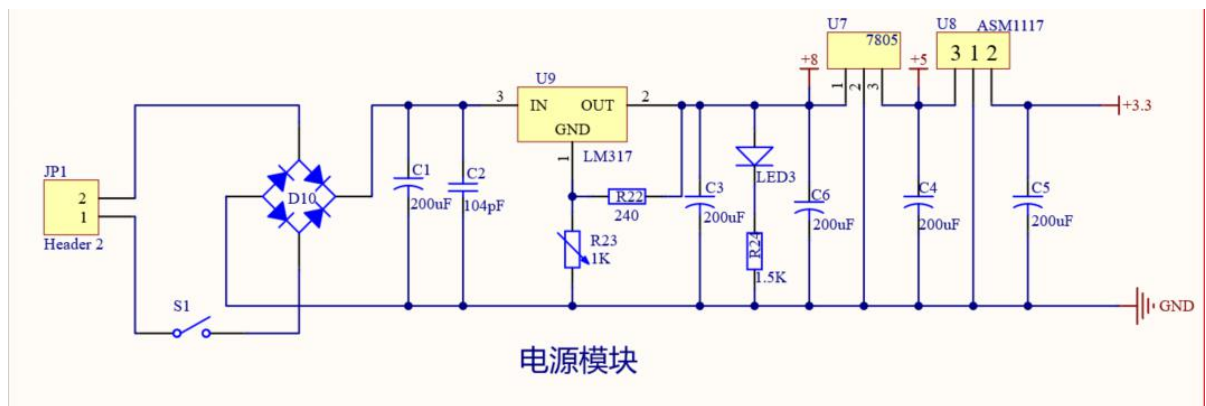 U7
7805
U8
ASM1117
+8
+5
1
2
3
3 1 2
+3.3
U9
3
IN
OUT
2
GND
1
LM317
JP1
2
1
Header 2
D10
C1
200uF
C2
104pF
R22
240
R23
1K
C3
200uF
LED3
R24
1.5K
C6
200uF
C4
200uF
C5
200uF
S1
GND
电源模块